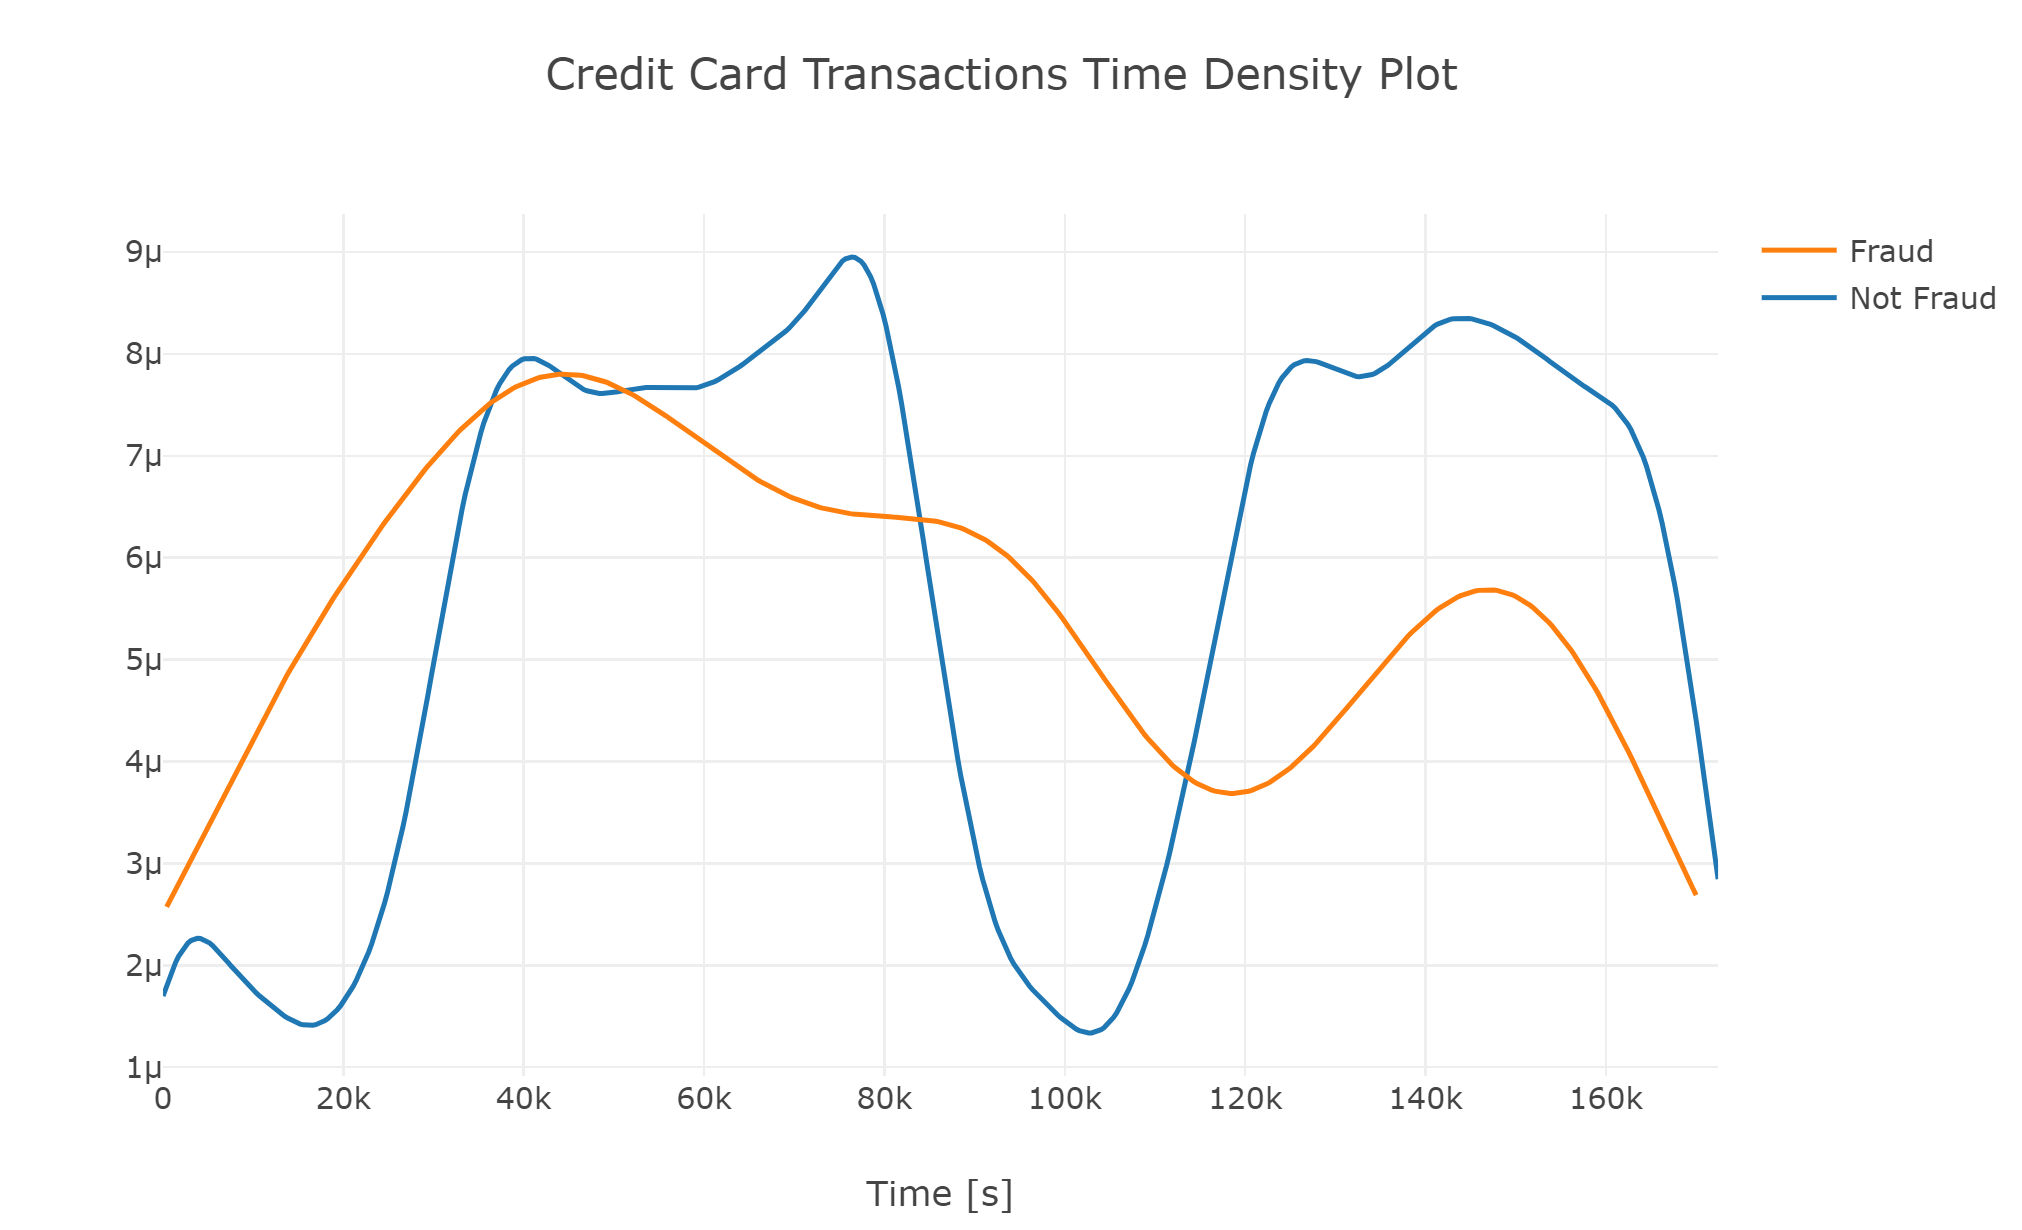 Credit Card Transactions Time Density Plot
Fraud
Not Fraud
9μ
8μ
7μ
6μ
5μ
4μ
3μ
2μ
1μ
0 20k 40k 60k 80k 100k 120k 140k 160k
Time [s]